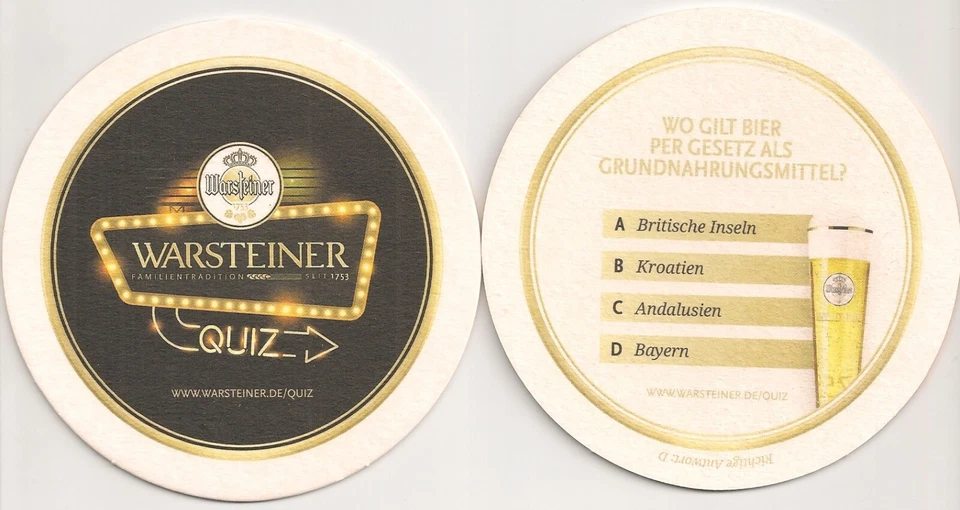 Warsteiner
1753
WARSTEINER
FAMILIENTRADITION SEIT 1753
QUIZ
WWW.WARSTEINER.DE/QUIZ
WO GILT BIER
PER GESETZ ALS
GRUNDNAHRUNGSMITTEL?
A Britische Inseln
B Kroatien
C Andalusien
D Bayern
Warsteiner
WWW.WARSTEINER.DE/QUIZ
Richtige Antwort: D